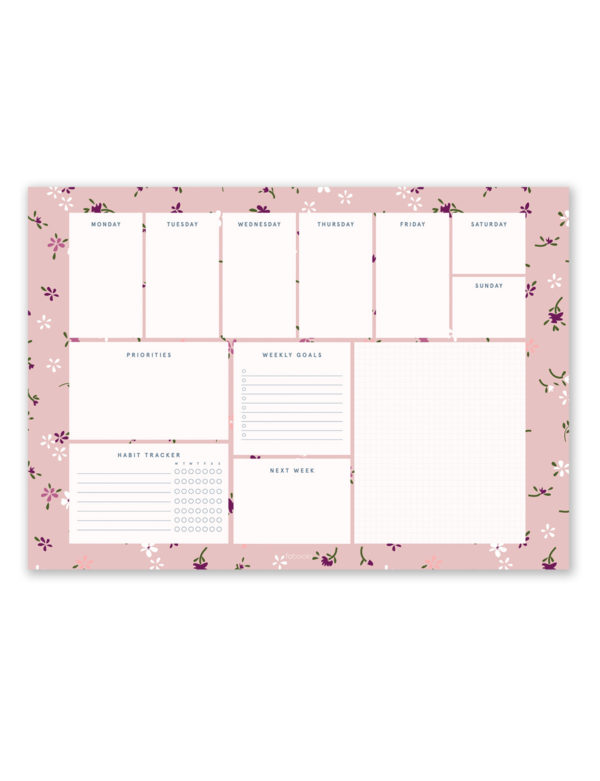 MONDAY
TUESDAY
WEDNESDAY
THURSDAY
FRIDAY
SATURDAY
SUNDAY
PRIORITIES
WEEKLY GOALS
HABIT TRACKER
M T W T F S S
NEXT WEEK